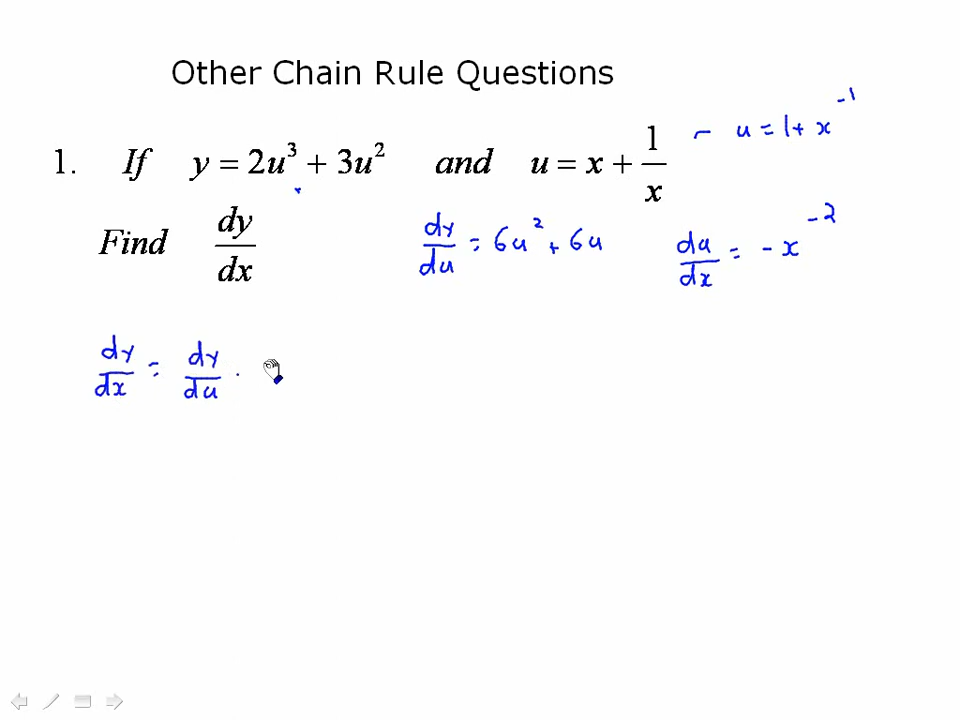 Other Chain Rule Questions
u = 1 + x⁻¹
1. If y = 2u³ + 3u² and u = x + 1/x
Find dy/dx
dy/du = 6u² + 6u
du/dx = -x⁻²
dy/dx = dy/du ·